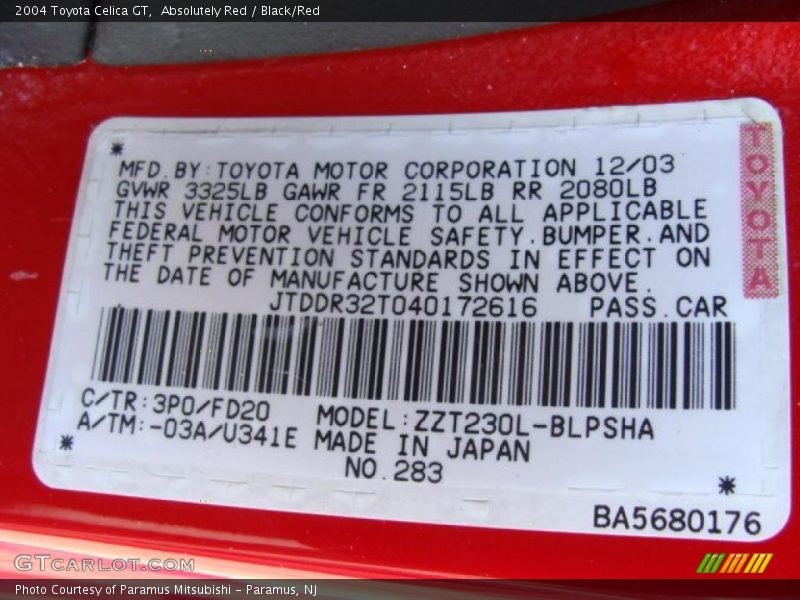 2004 Toyota Celica GT,  Absolutely Red / Black/Red
* TOYOTA
MFD.BY:TOYOTA MOTOR CORPORATION 12/03
GVWR 3325LB GAWR FR 2115LB RR 2080LB
THIS VEHICLE CONFORMS TO ALL APPLICABLE
FEDERAL MOTOR VEHICLE SAFETY.BUMPER.AND
THEFT PREVENTION STANDARDS IN EFFECT ON
THE DATE OF MANUFACTURE SHOWN ABOVE.
JTDDR32T040172616 PASS.CAR
C/TR:3P0/FD20 MODEL:ZZT230L-BLPSHA
A/TM:-03A/U341E MADE IN JAPAN
* NO.283 *
BA5680176
GTCARLOT.COM
Photo Courtesy of Paramus Mitsubishi - Paramus, NJ